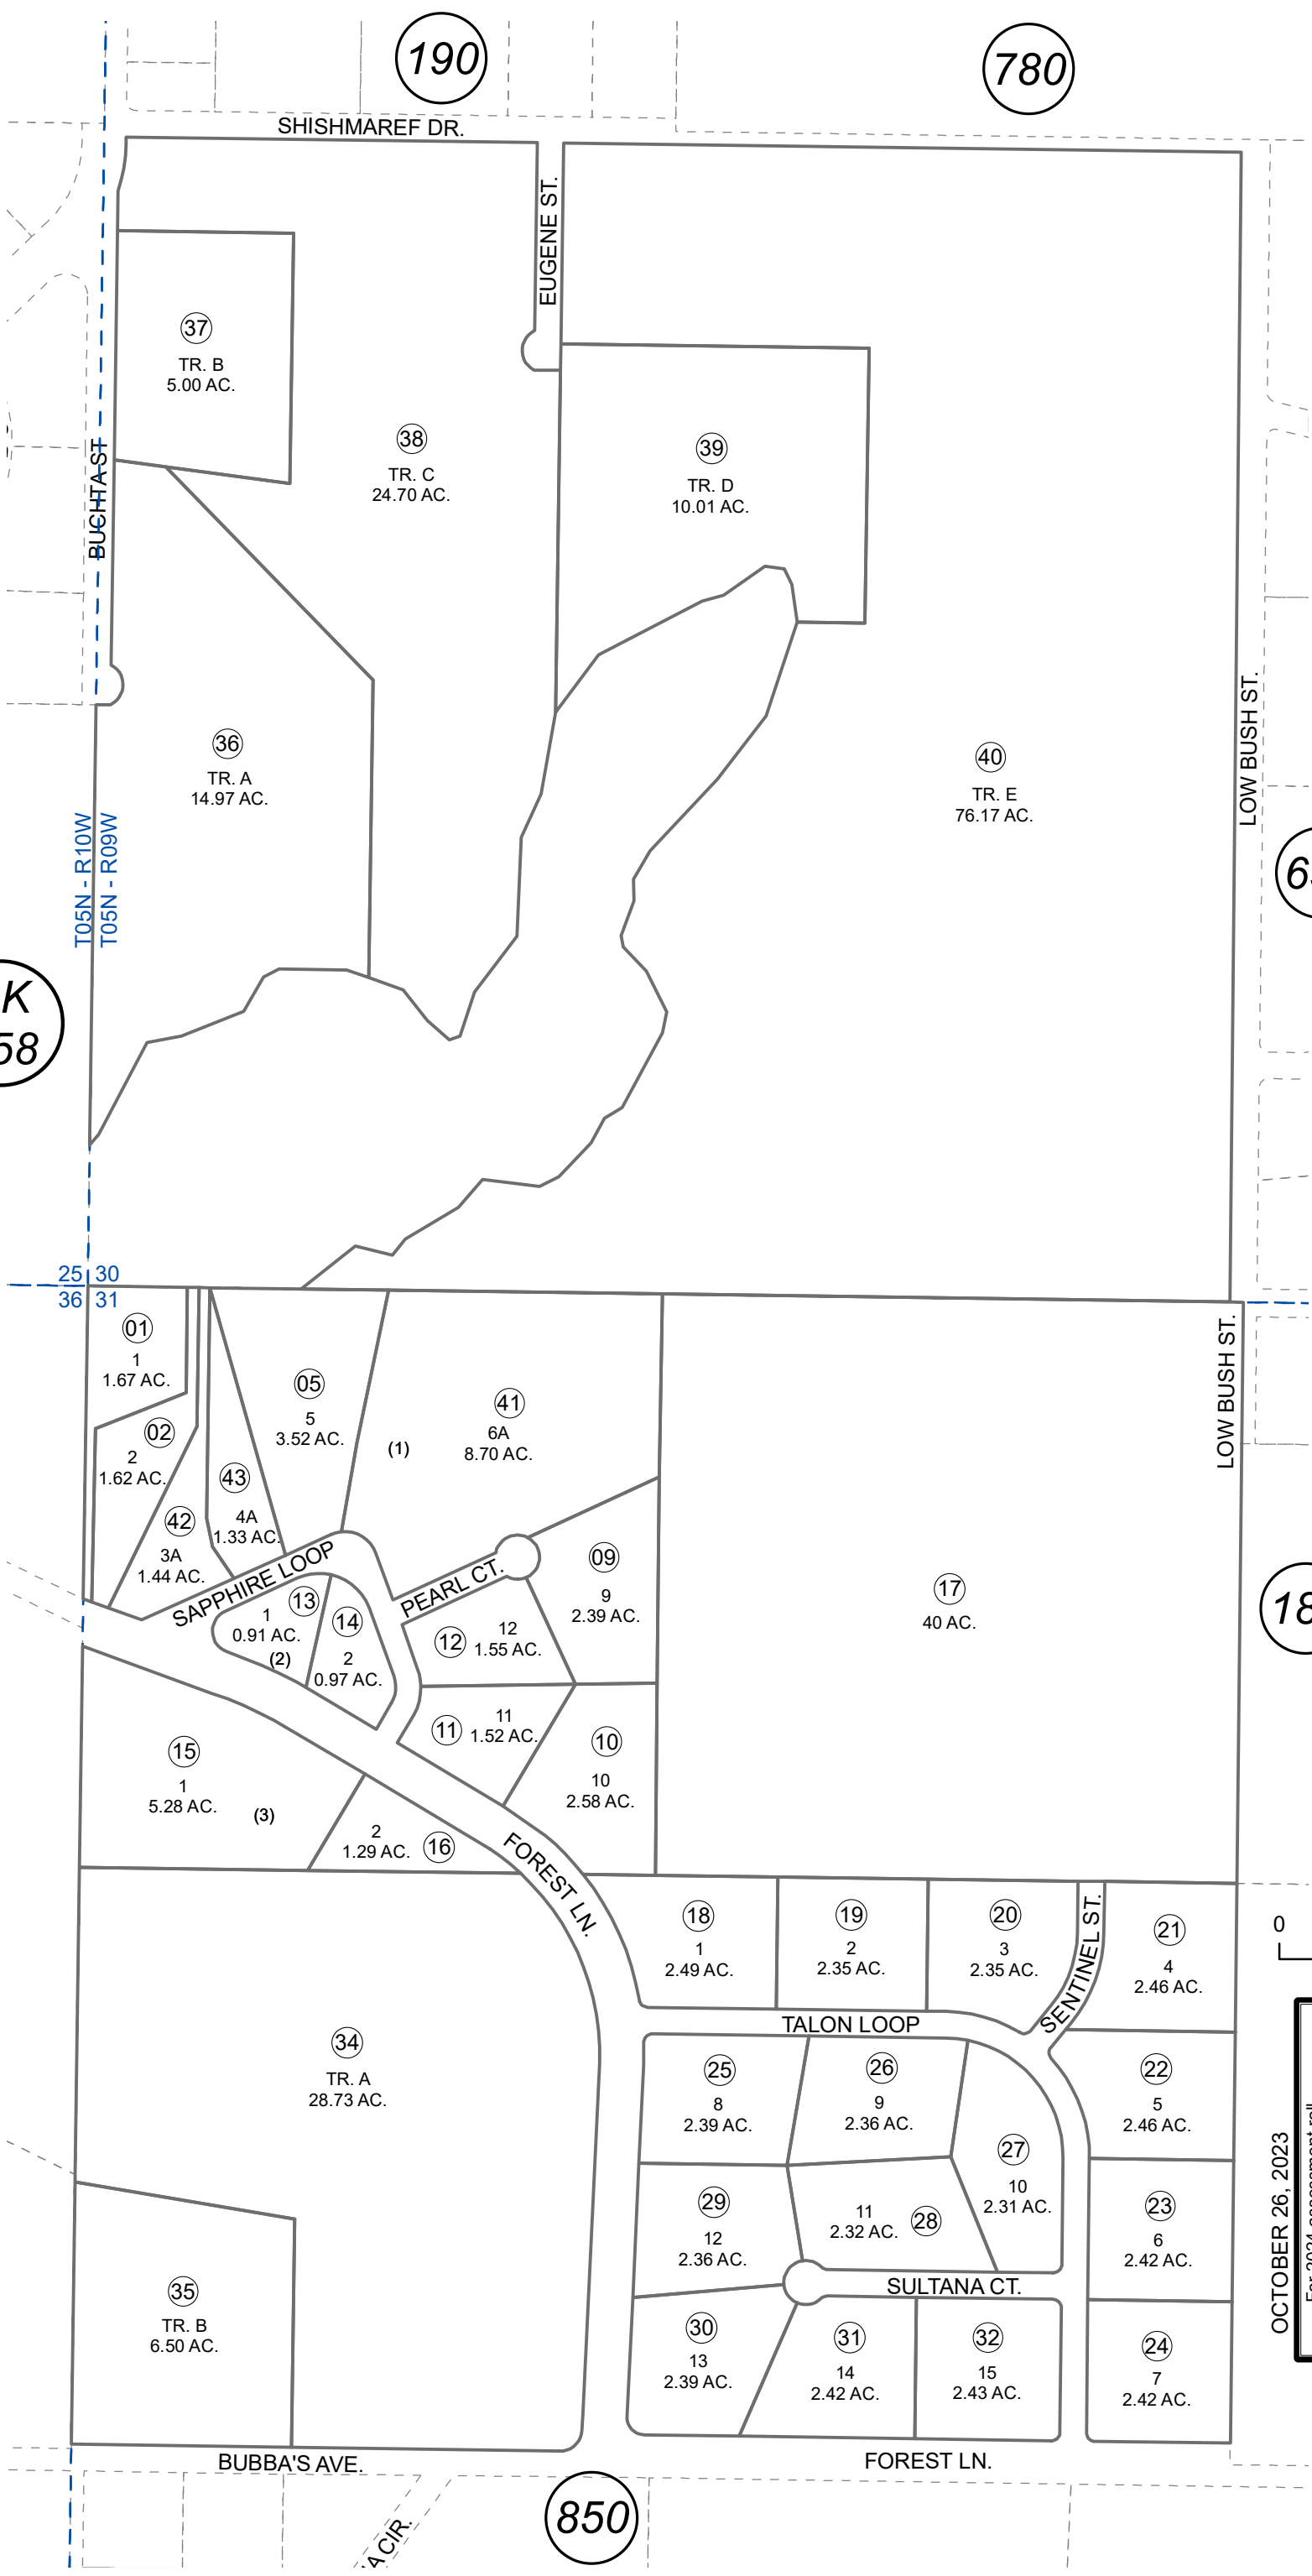 190
780
SHISHMAREF DR.
EUGENE ST.
37
TR. B
5.00 AC.
38
TR. C
24.70 AC.
39
TR. D
10.01 AC.
BUCHTA ST
36
TR. A
14.97 AC.
40
TR. E
76.17 AC.
LOW BUSH ST.
T05N - R10W
T05N - R09W
K
58
25 30
36 31
01
1
1.67 AC.
02
2
1.62 AC.
43
4A
1.33 AC.
42
3A
1.44 AC.
05
5
3.52 AC.
(1)
41
6A
8.70 AC.
LOW BUSH ST.
SAPPHIRE LOOP
PEARL CT.
09
9
2.39 AC.
17
40 AC.
18
13
1
0.91 AC.
(2)
14
2
0.97 AC.
12
12
1.55 AC.
11
11
1.52 AC.
10
10
2.58 AC.
15
1
5.28 AC.
(3)
2
1.29 AC.
16
FOREST LN.
18
1
2.49 AC.
19
2
2.35 AC.
20
3
2.35 AC.
SENTINEL ST.
21
4
2.46 AC.
0
TALON LOOP
34
TR. A
28.73 AC.
25
8
2.39 AC.
26
9
2.36 AC.
27
10
2.31 AC.
22
5
2.46 AC.
29
12
2.36 AC.
11
2.32 AC.
28
23
6
2.42 AC.
OCTOBER 26, 2023
SULTANA CT.
35
TR. B
6.50 AC.
30
13
2.39 AC.
31
14
2.42 AC.
32
15
2.43 AC.
24
7
2.42 AC.
BUBBA'S AVE.
FOREST LN.
850
CIR.